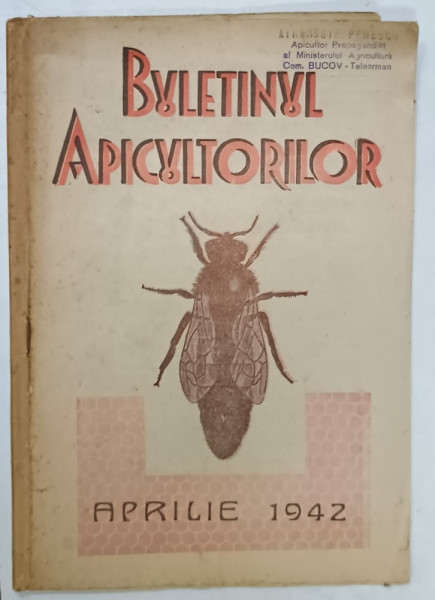 Apicultor Propagandist
al Ministerului Agriculturii
Com. BUCOV - Teleorman
BULETINUL
APICULTORILOR
APRILIE 1942